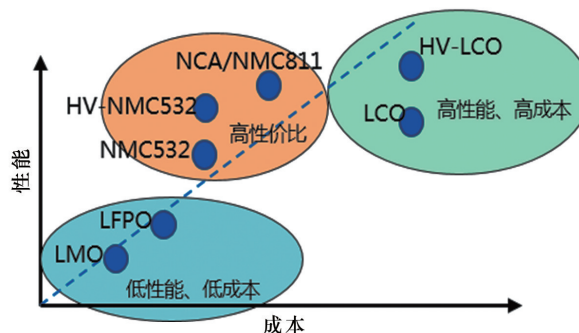 HV-LCO
NCA/NMC811
HV-NMC532
LCO
高性能、高成本
高性价比
NMC532
性能
LFPO
LMO
低性能、低成本
成本